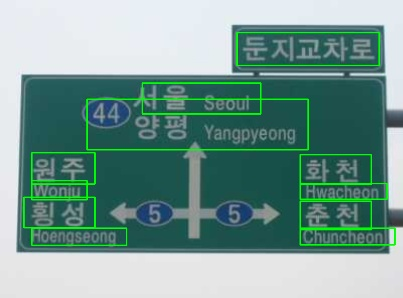 둔지교차로
44 서울 Seoul
양평 Yangpyeong
원주 화천
Wonju Hwacheon
횡성 5 5 춘천
Hoengseong Chuncheon